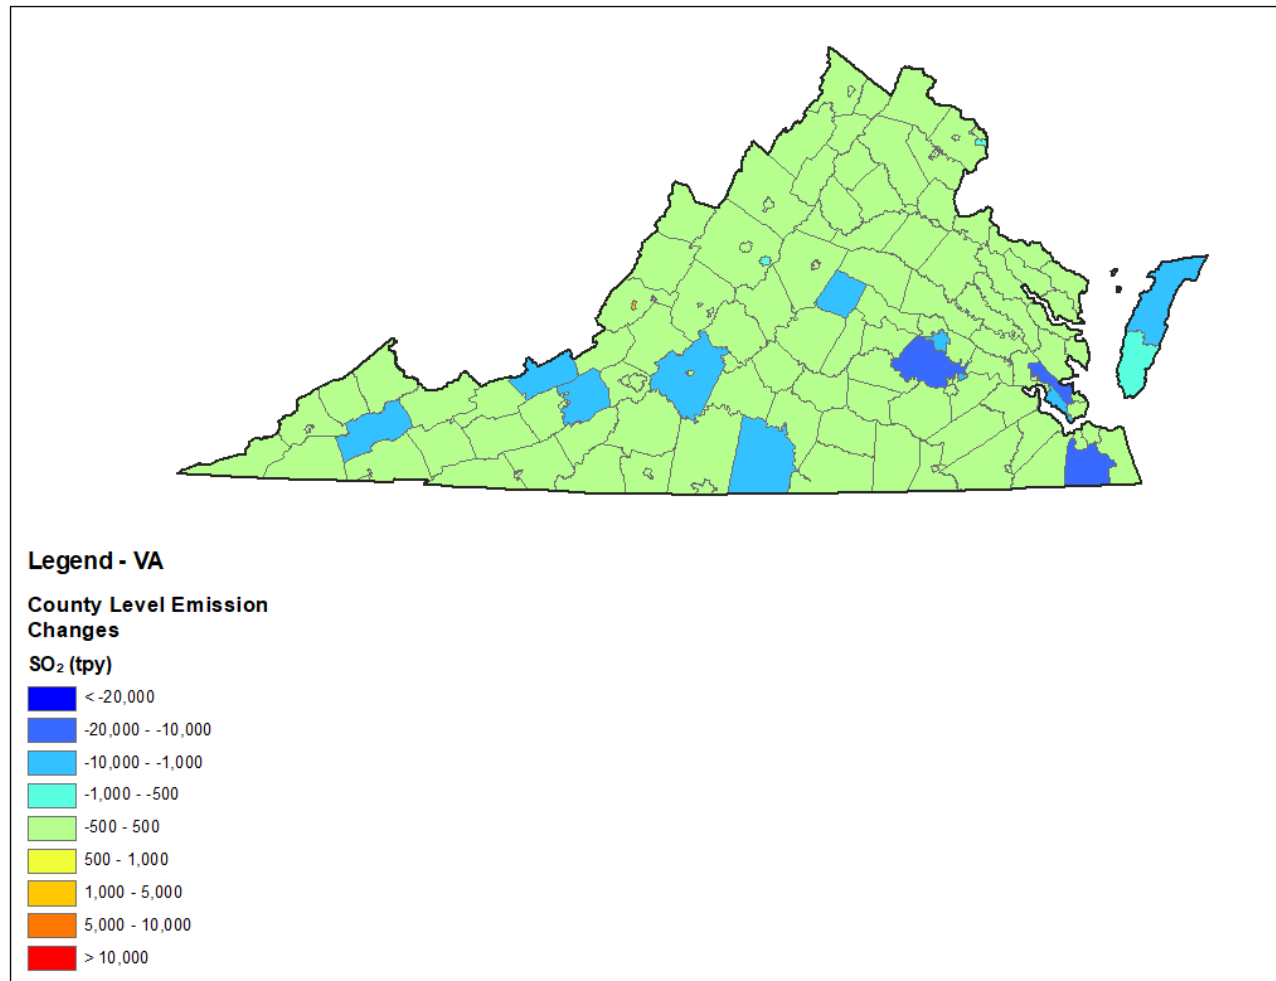 Legend - VA
County Level Emission
Changes
SO₂ (tpy)
< -20,000
-20,000 - -10,000
-10,000 - -1,000
-1,000 - -500
-500 - 500
500 - 1,000
1,000 - 5,000
5,000 - 10,000
> 10,000